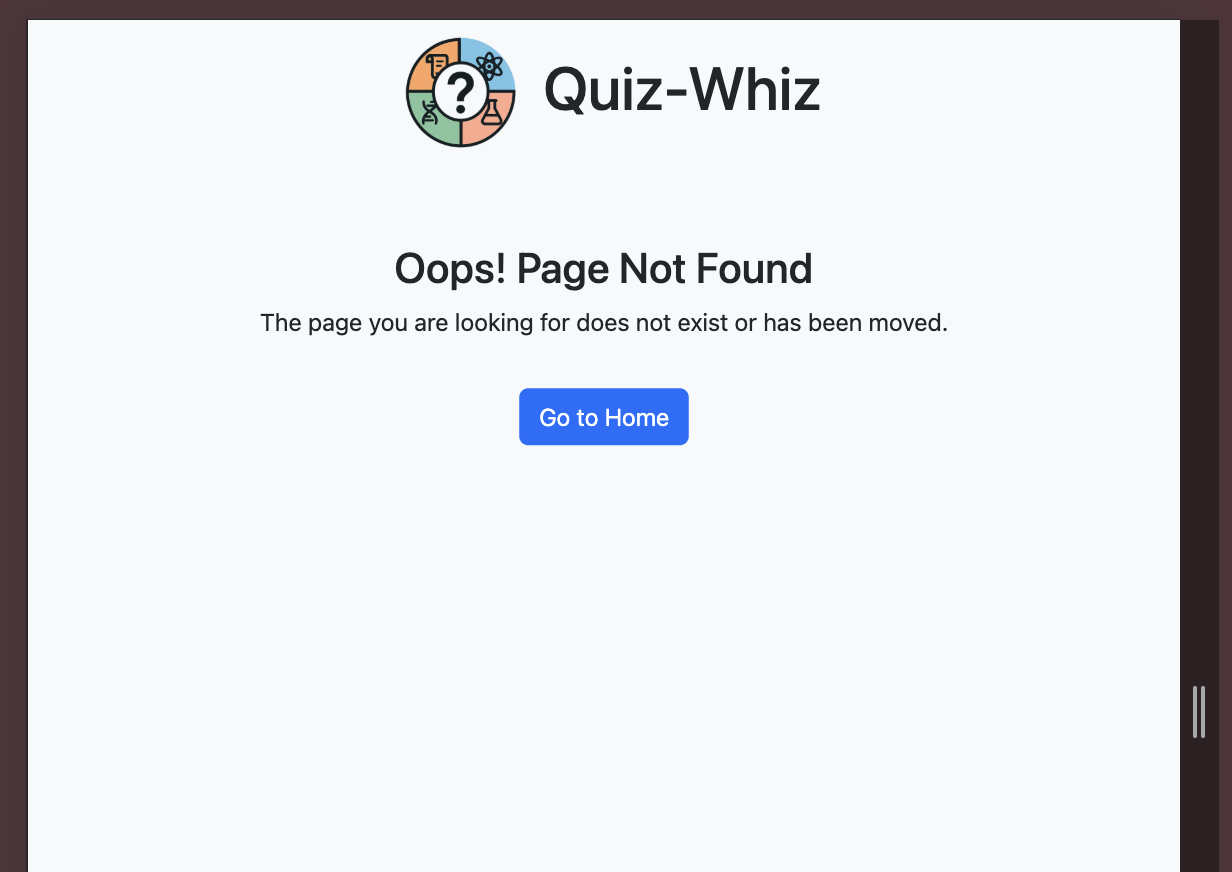 ?
Quiz-Whiz
Oops! Page Not Found
The page you are looking for does not exist or has been moved.
Go to Home